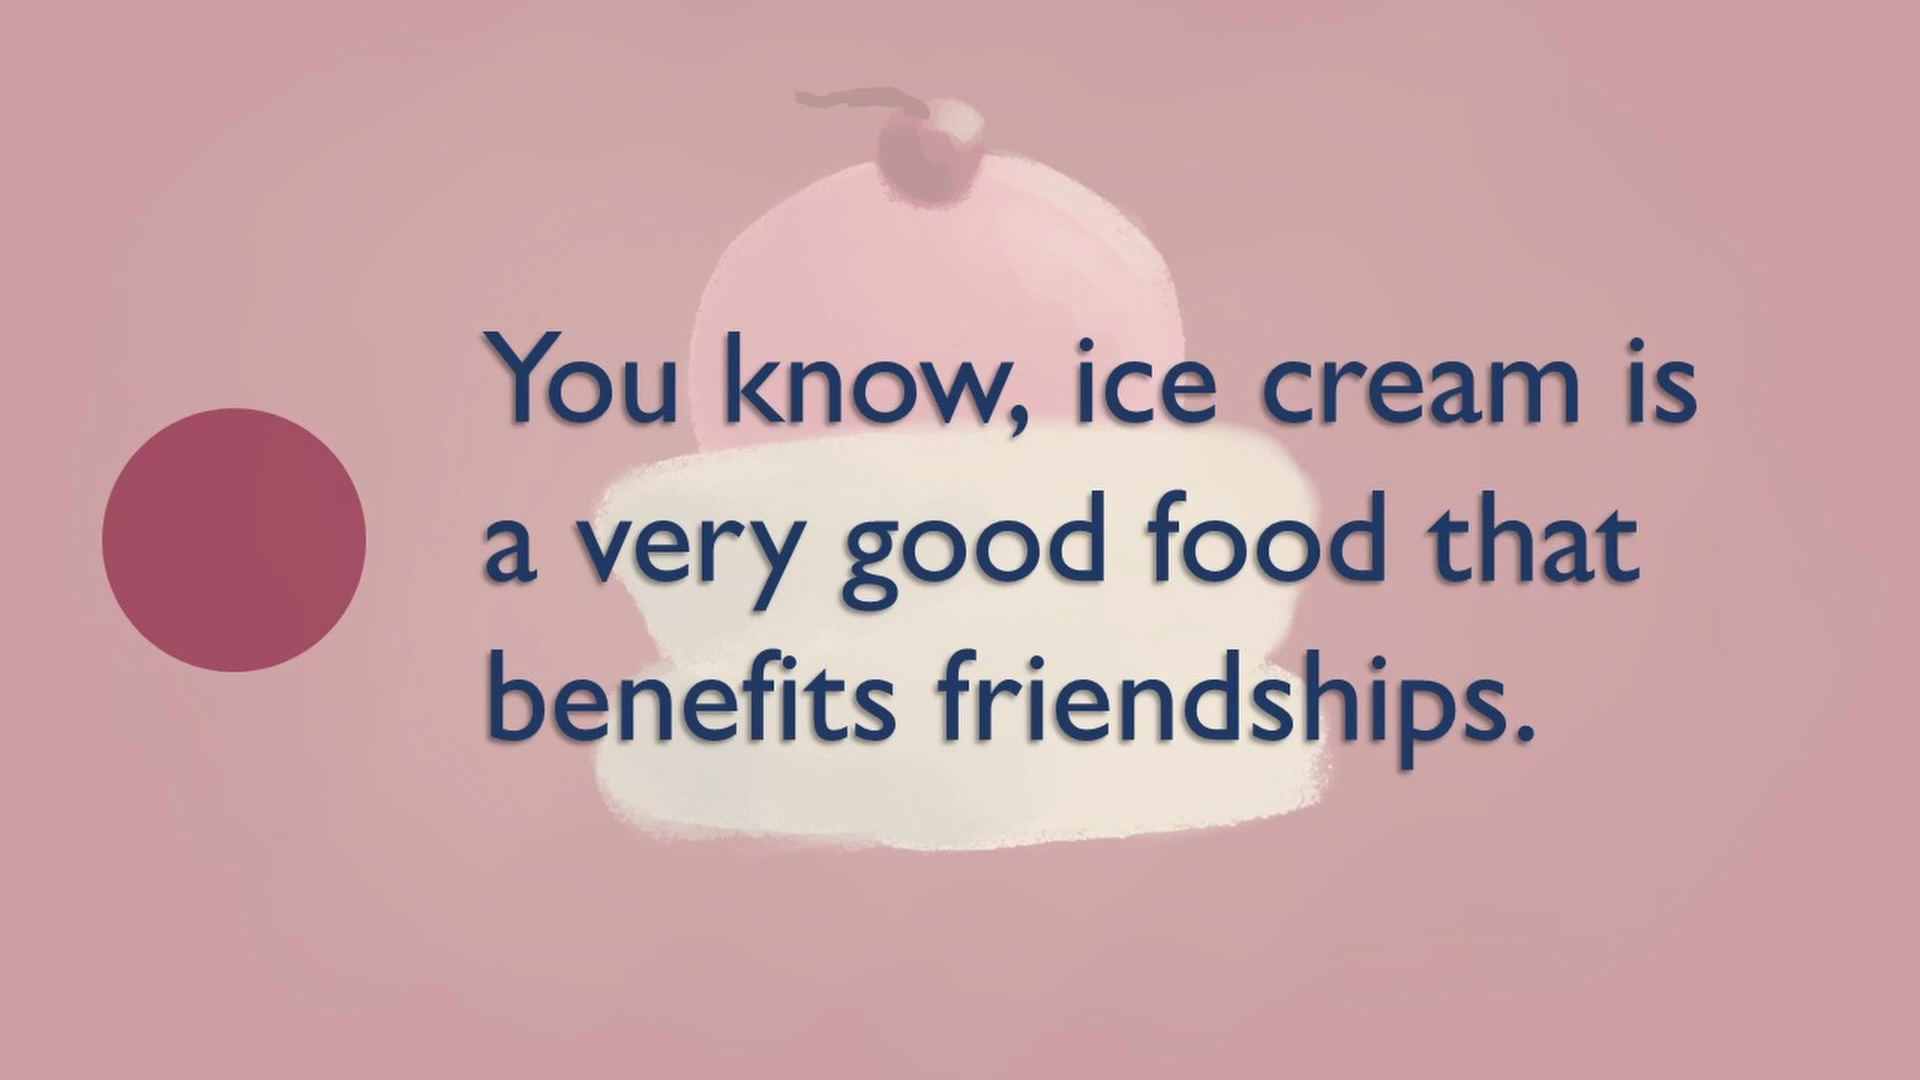 You know, ice cream is
a very good food that
benefits friendships.